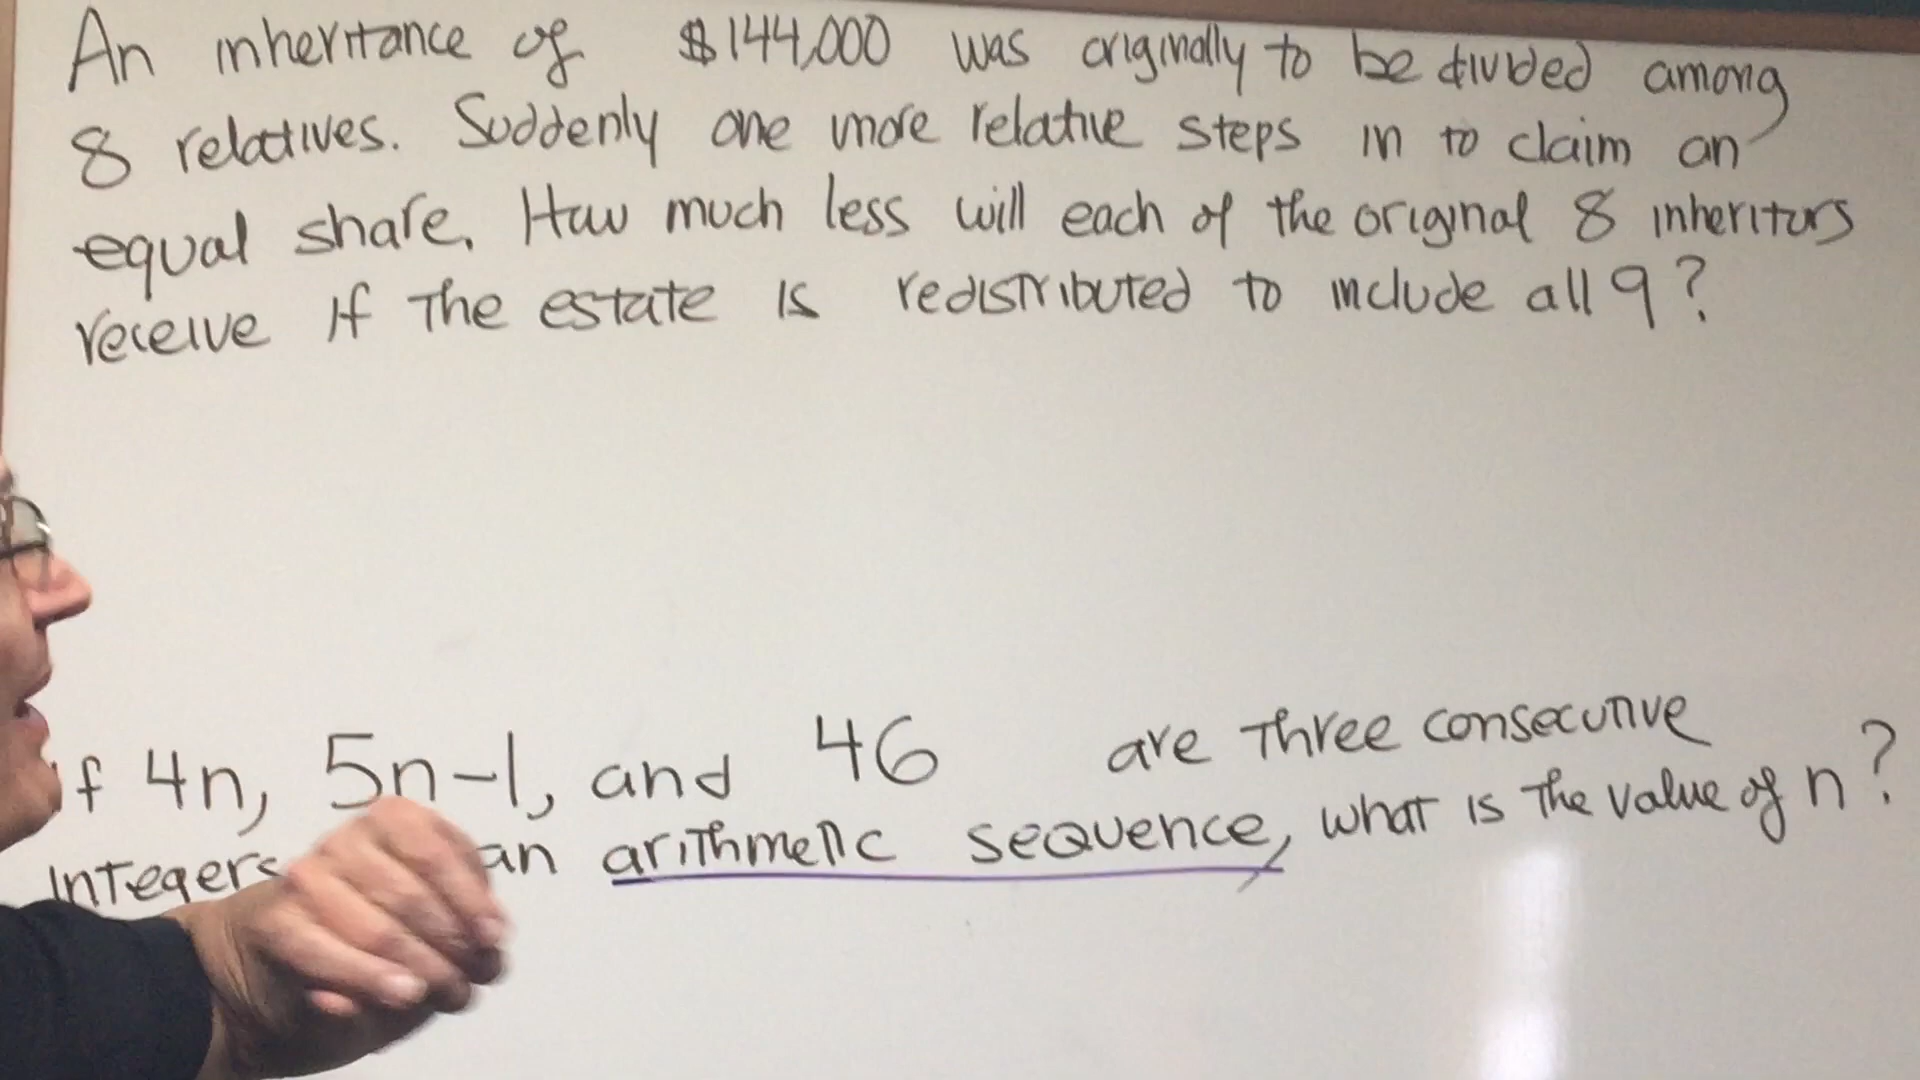 An inheritance of $144,000 was originally to be divided among
8 relatives. Suddenly one more relative steps in to claim an
equal share. How much less will each of the original 8 inheritors
receive if the estate is redistributed to include all 9?
If 4n, 5n-1, and 46 are three consecutive
integers an arithmetic sequence, what is the value of n?